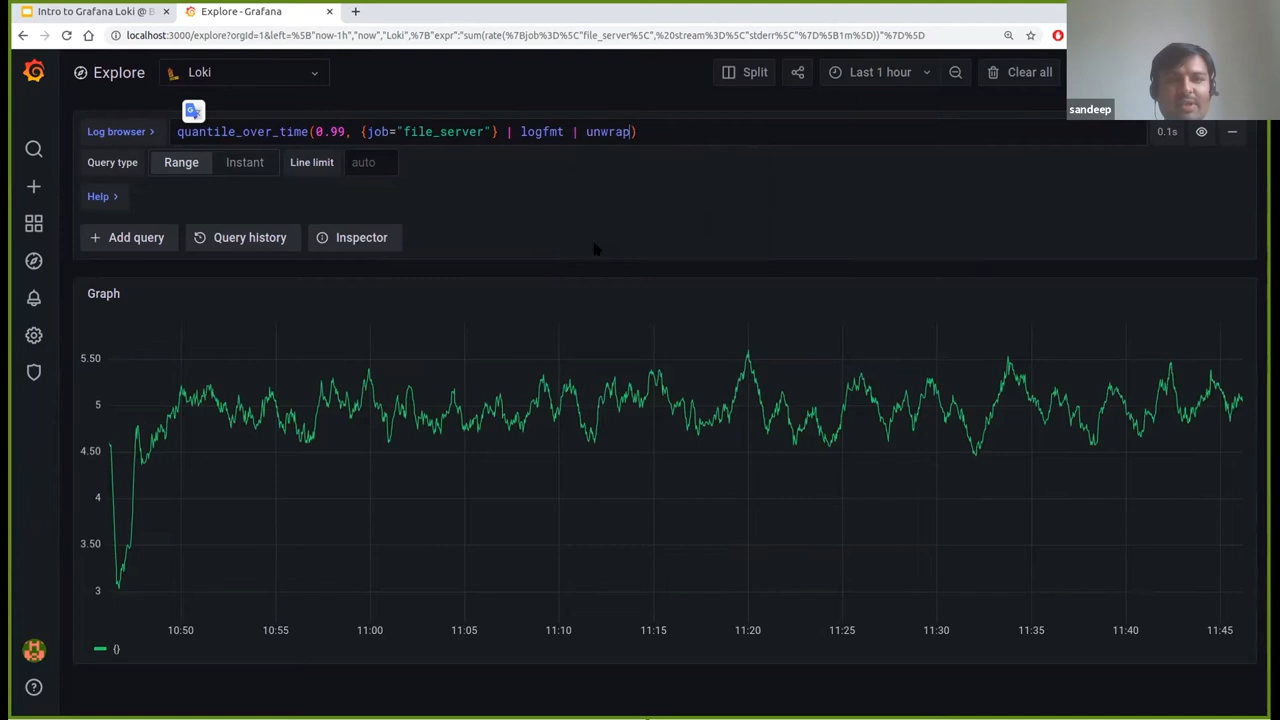 Intro to Grafana Loki @ B
Explore - Grafana
localhost:3000/explore?orgId=1&left=%5B"now-1h","now","Loki",%7B"expr":"sum(rate(%7Bjob%3D%5C"file_server%5C",%20stream%3D%5C"stderr%5C"%7D%5B1m%5D))"%7D%5D
Explore
Loki
Split
Last 1 hour
Clear all
sandeep
Log browser >
quantile_over_time(0.99, {job="file_server"} | logfmt | unwrap)
0.1s
Query type
Range
Instant
Line limit
auto
Help >
+ Add query
Query history
Inspector
Graph
5.50
5
4.50
4
3.50
3
10:50 10:55 11:00 11:05 11:10 11:15 11:20 11:25 11:30 11:35 11:40 11:45
{}